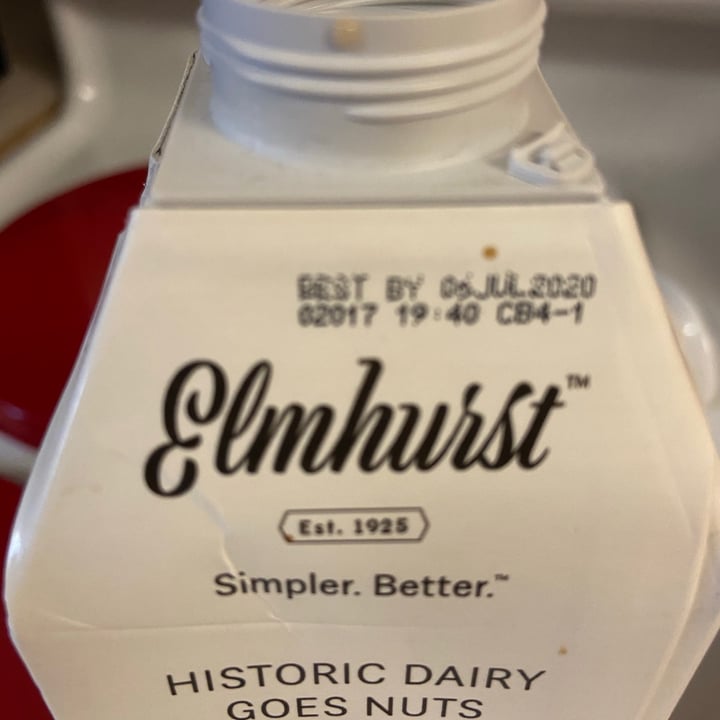 BEST BY 06JUL2020
02017 19:40 CB4-1
Elmhurst™
Est. 1925
Simpler. Better.™
HISTORIC DAIRY
GOES NUTS